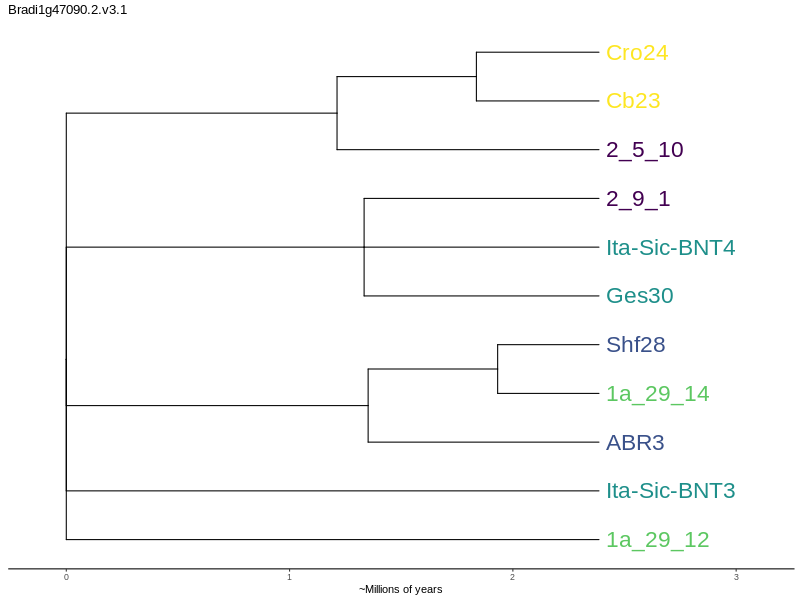 Bradi1g47090.2.v3.1
Cro24
Cb23
2_5_10
2_9_1
Ita-Sic-BNT4
Ges30
Shf28
1a_29_14
ABR3
Ita-Sic-BNT3
1a_29_12
0 1 2 3
~Millions of years